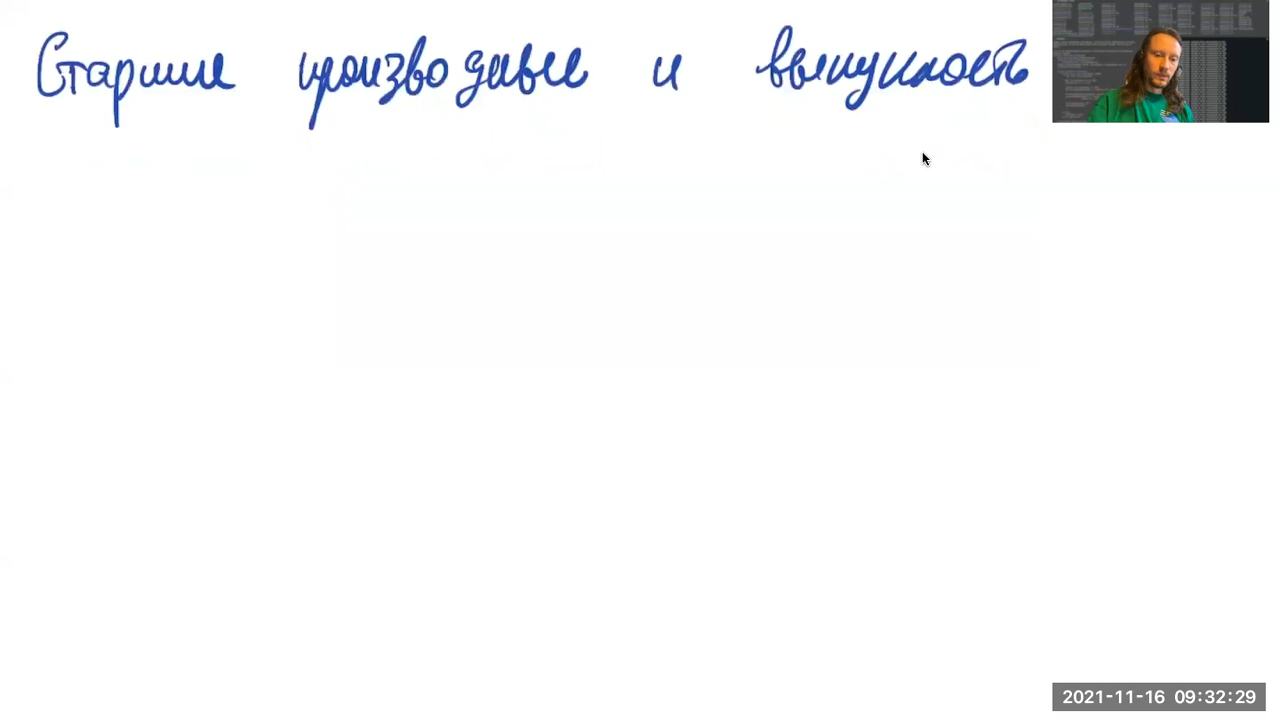 Старшие производные и выпуклость
2021-11-16 09:32:29